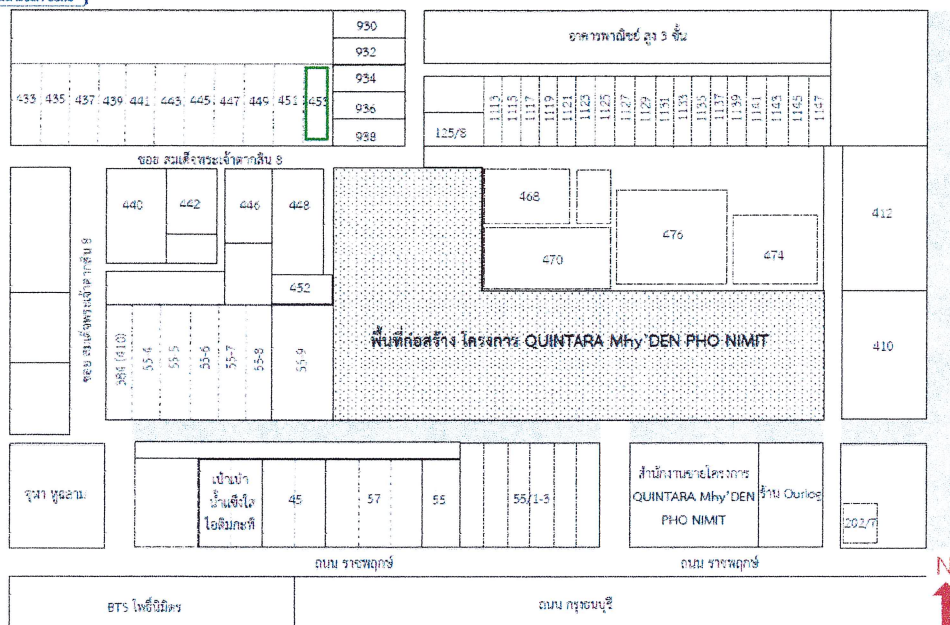 930
932
934
936
938
อาคารพาณิชย์ สูง 3 ชั้น
433 435 437 439 441 443 445 447 449 451 453
125/8
1113 1115 1117 1119 1121 1123 1125 1127 1129 1131 1133 1135 1137 1139 1141 1143 1145 1147
ซอย สมเด็จพระเจ้าตากสิน 8
440 442 446 448
452
468
470
476
474
412
410
ซอย สมเด็จพระเจ้าตากสิน 8
584 (410) 55-4 55-5 55-6 55-7 55-8 55-9
พื้นที่ก่อสร้าง โครงการ QUINTARA Mhy'DEN PHO NIMIT
จุฬา หูฉลาม
เป๋าเป่า
น้ำแข็งใส
ไอติมกะทิ
45
57
55
55/1-3
สำนักงานขายโครงการ
QUINTARA Mhy'DEN
PHO NIMIT
ร้าน Ourlog
202/7
ถนน ราชพฤกษ์
ถนน ราชพฤกษ์
BTS โพธิ์นิมิตร
ถนน กรุงธนบุรี
N